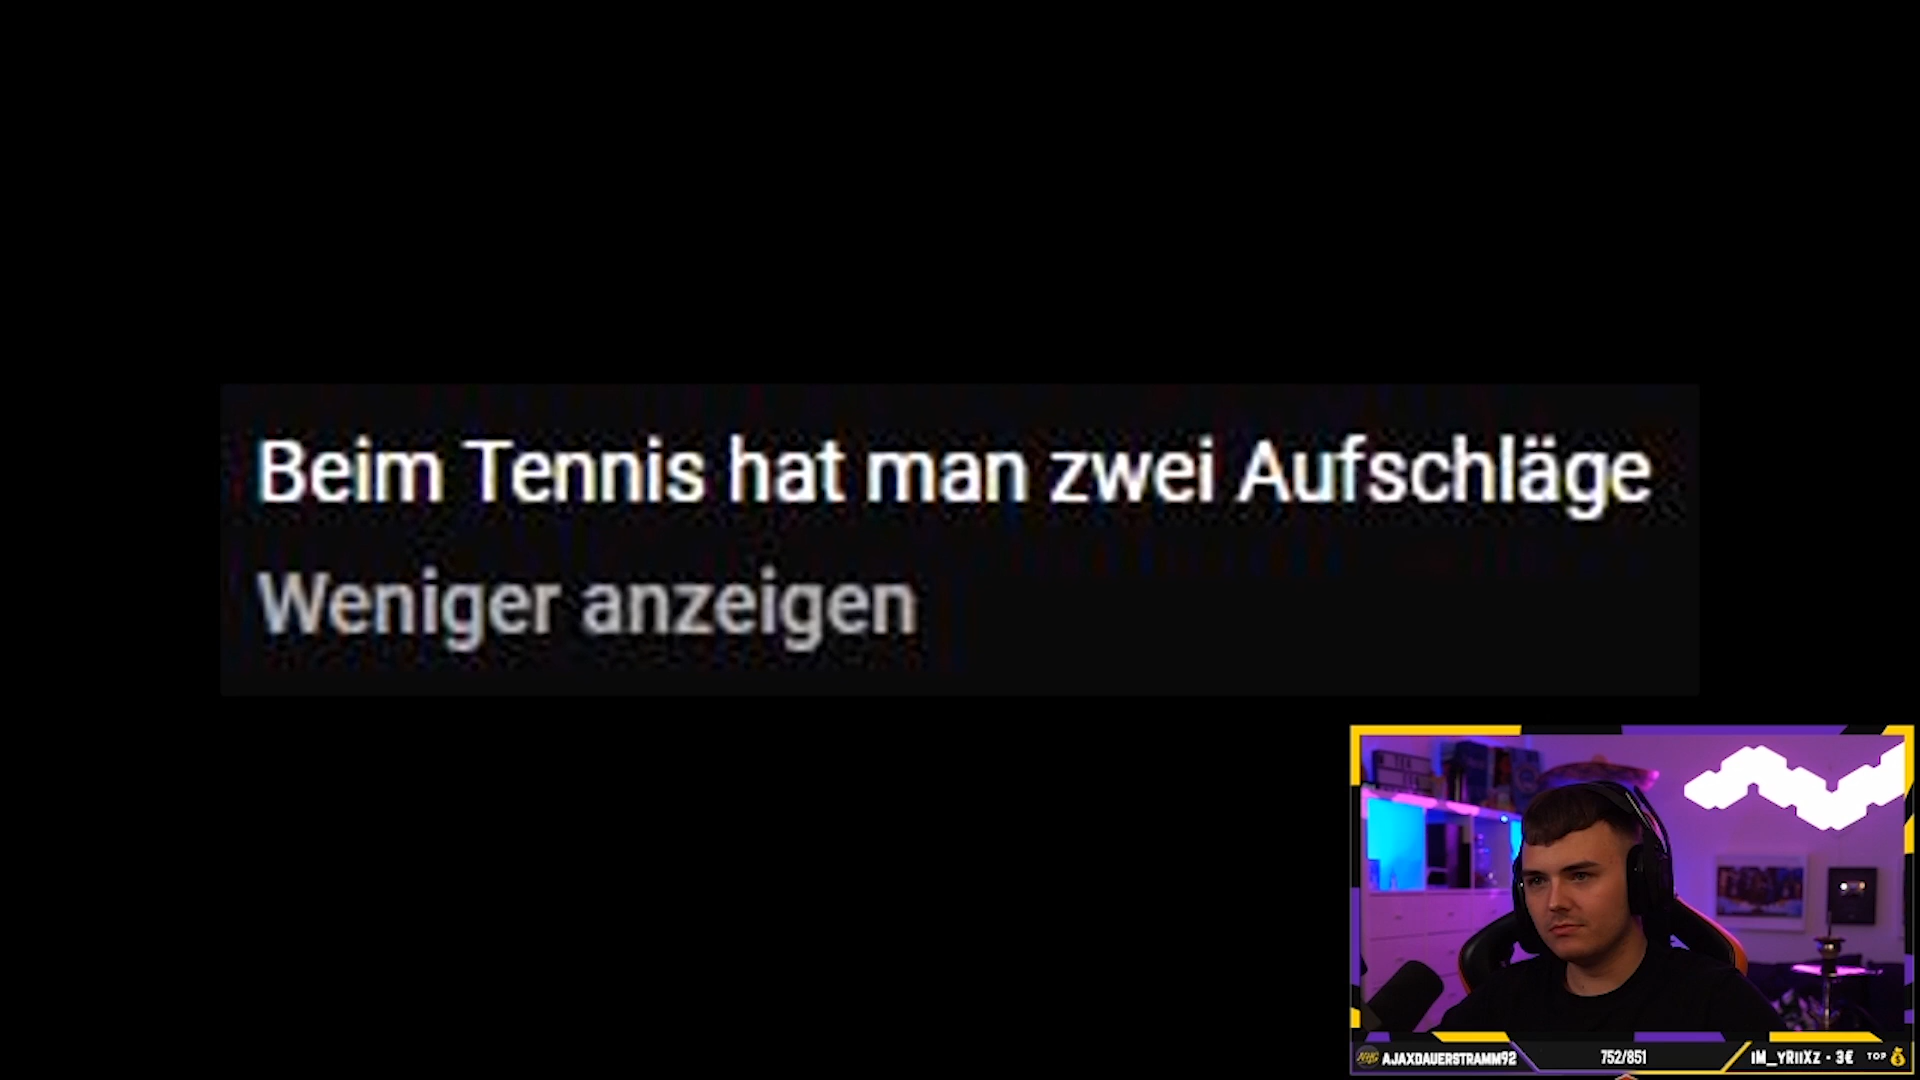 Beim Tennis hat man zwei Aufschläge
Weniger anzeigen
AJAXDAUERSTRAMM92
752/851
iM_YRiiXz - 3€
TOP